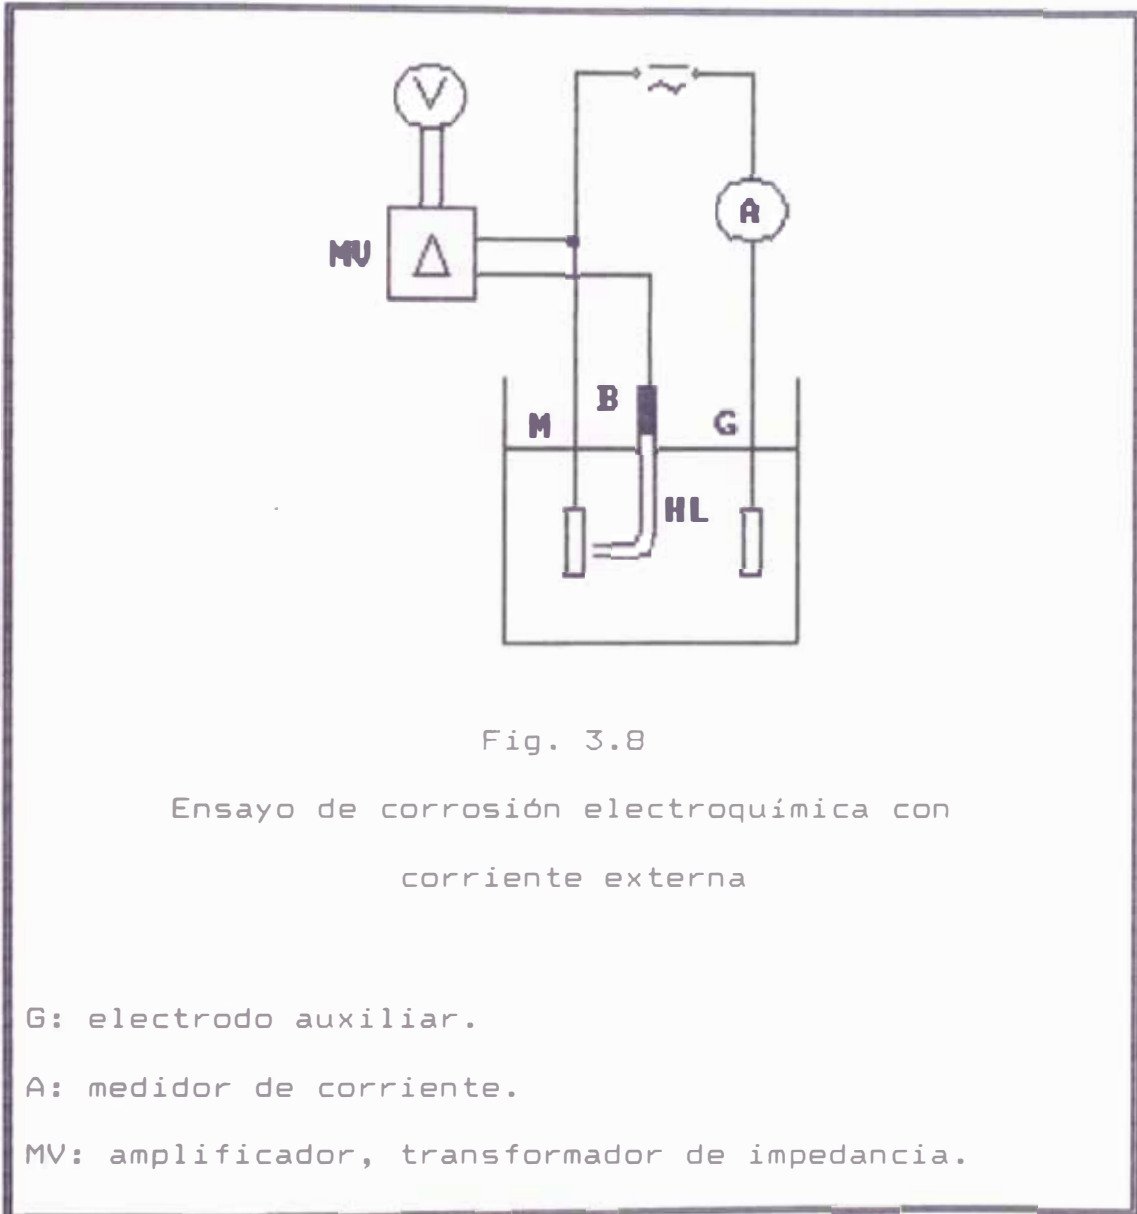 V
A
MV
B
M
G
HL
Fig. 3.8
Ensayo de corrosión electroquímica con
corriente externa
G: electrodo auxiliar.
A: medidor de corriente.
MV: amplificador, transformador de impedancia.